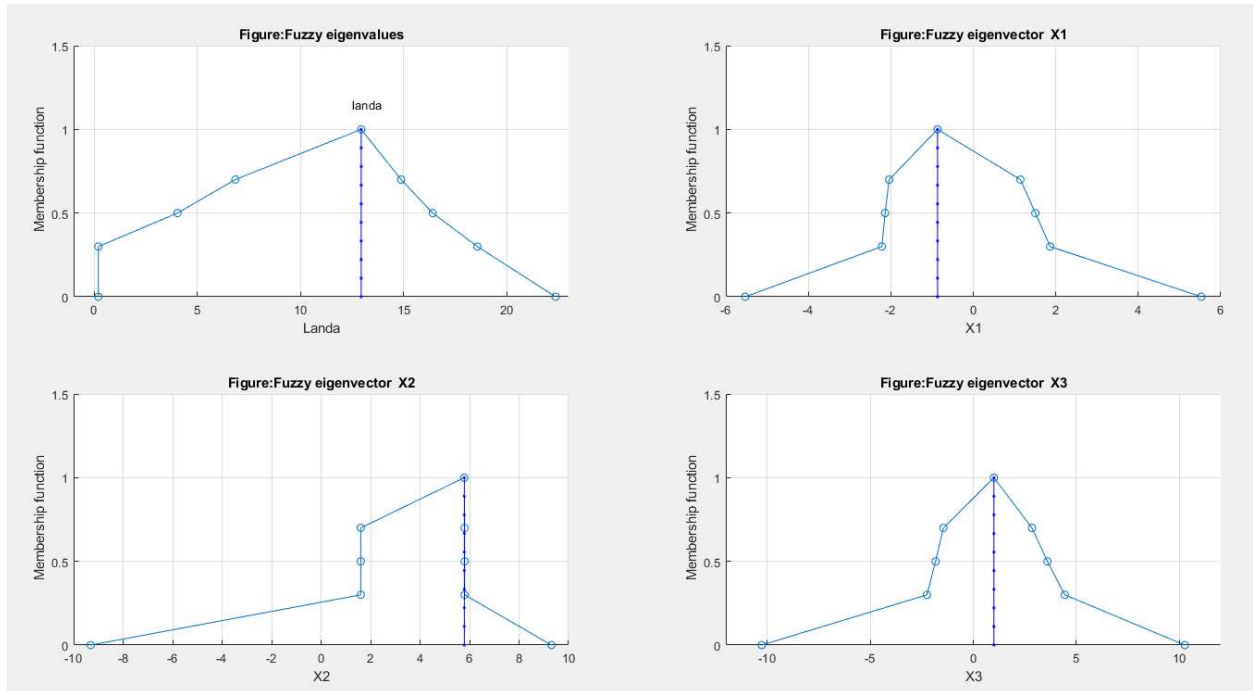 Figure:Fuzzy eigenvalues
1.5
1
0.5
0
Membership function
landa
0 5 10 15 20
Landa
Figure:Fuzzy eigenvector X1
1.5
1
0.5
0
Membership function
-6 -4 -2 0 2 4 6
X1
Figure:Fuzzy eigenvector X2
1.5
1
0.5
0
Membership function
-10 -8 -6 -4 -2 0 2 4 6 8 10
X2
Figure:Fuzzy eigenvector X3
1.5
1
0.5
0
Membership function
-10 -5 0 5 10
X3